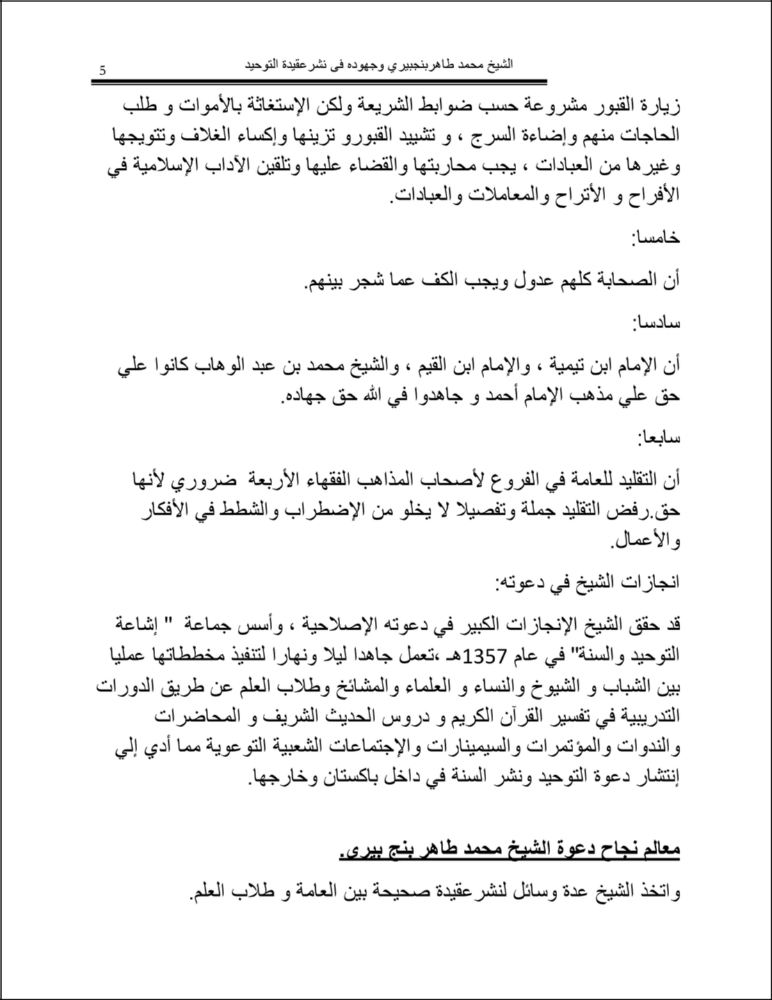 الشيخ محمد طاهربنجبيري وجهوده فى نشرعقيدة التوحيد
5
زيارة القبور مشروعة حسب ضوابط الشريعة ولكن الإستغاثة بالأموات و طلب
الحاجات منهم وإضاءة السرج ، و تشييد القبورو تزينها وإكساء الغلاف وتتويجها
وغيرها من العبادات ، يجب محاربتها والقضاء عليها وتلقين الآداب الإسلامية في
الأفراح و الأتراح والمعاملات والعبادات.
خامسا:
أن الصحابة كلهم عدول ويجب الكف عما شجر بينهم.
سادسا:
أن الإمام ابن تيمية ، والإمام ابن القيم ، والشيخ محمد بن عبد الوهاب كانوا علي
حق علي مذهب الإمام أحمد و جاهدوا في الله حق جهاده.
سابعا:
أن التقليد للعامة في الفروع لأصحاب المذاهب الفقهاء الأربعة ضروري لأنها
حق.رفض التقليد جملة وتفصيلا لا يخلو من الإضطراب والشطط في الأفكار
والأعمال.
انجازات الشيخ في دعوته:
قد حقق الشيخ الإنجازات الكبير في دعوته الإصلاحية ، وأسس جماعة " إشاعة
التوحيد والسنة" في عام 1357هـ ،تعمل جاهدا ليلا ونهارا لتنفيذ مخططاتها عمليا
بين الشباب و الشيوخ والنساء و العلماء والمشائخ وطلاب العلم عن طريق الدورات
التدريبية في تفسير القرآن الكريم و دروس الحديث الشريف و المحاضرات
والندوات والمؤتمرات والسيمينارات والإجتماعات الشعبية التوعوية مما أدي إلي
إنتشار دعوة التوحيد ونشر السنة في داخل باكستان وخارجها.
معالم نجاح دعوة الشيخ محمد طاهر بنج بيرى.
واتخذ الشيخ عدة وسائل لنشرعقيدة صحيحة بين العامة و طلاب العلم.